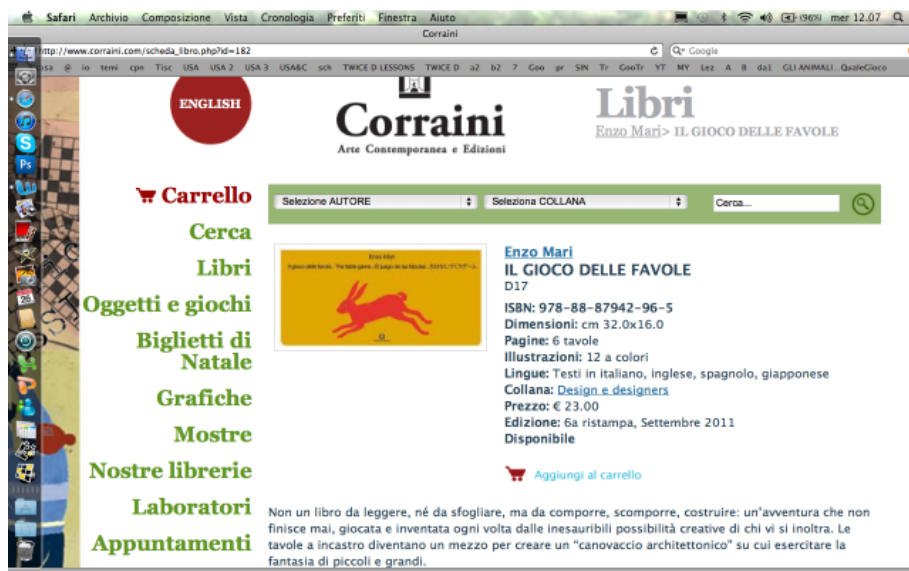 Safari Archivio Composizione Vista Cronologia Preferiti Finestra Aiuto (96%) mer 12.07
Corraini
http://www.corraini.com/scheda_libro.php?id=182 Google
io temi cpn Tisc USA USA 2 USA 3 USA&C sch TWICE D LESSONS TWICE D a2 b2 7 Goo pr SIN Tr GooTr YT MY Lez A B da1 GLI ANIMALI...QualeGioco
ENGLISH
Corraini
Arte Contemporanea e Edizioni
Libri
Enzo Mari> IL GIOCO DELLE FAVOLE
Carrello
Cerca
Libri
Oggetti e giochi
Biglietti di
Natale
Grafiche
Mostre
Nostre librerie
Laboratori
Appuntamenti
Selezione AUTORE Seleziona COLLANA Cerca...
Enzo Mari
Enzo Mari
IL GIOCO DELLE FAVOLE
D17
ISBN: 978-88-87942-96-5
Dimensioni: cm 32.0x16.0
Pagine: 6 tavole
Illustrazioni: 12 a colori
Lingue: Testi in italiano, inglese, spagnolo, giapponese
Collana: Design e designers
Prezzo: € 23.00
Edizione: 6a ristampa, Settembre 2011
Disponibile
Aggiungi al carrello
Non un libro da leggere, né da sfogliare, ma da comporre, scomporre, costruire: un'avventura che non
finisce mai, giocata e inventata ogni volta dalle inesauribili possibilità creative di chi vi si inoltra. Le
tavole a incastro diventano un mezzo per creare un "canovaccio architettonico" su cui esercitare la
fantasia di piccoli e grandi.
Ps
26